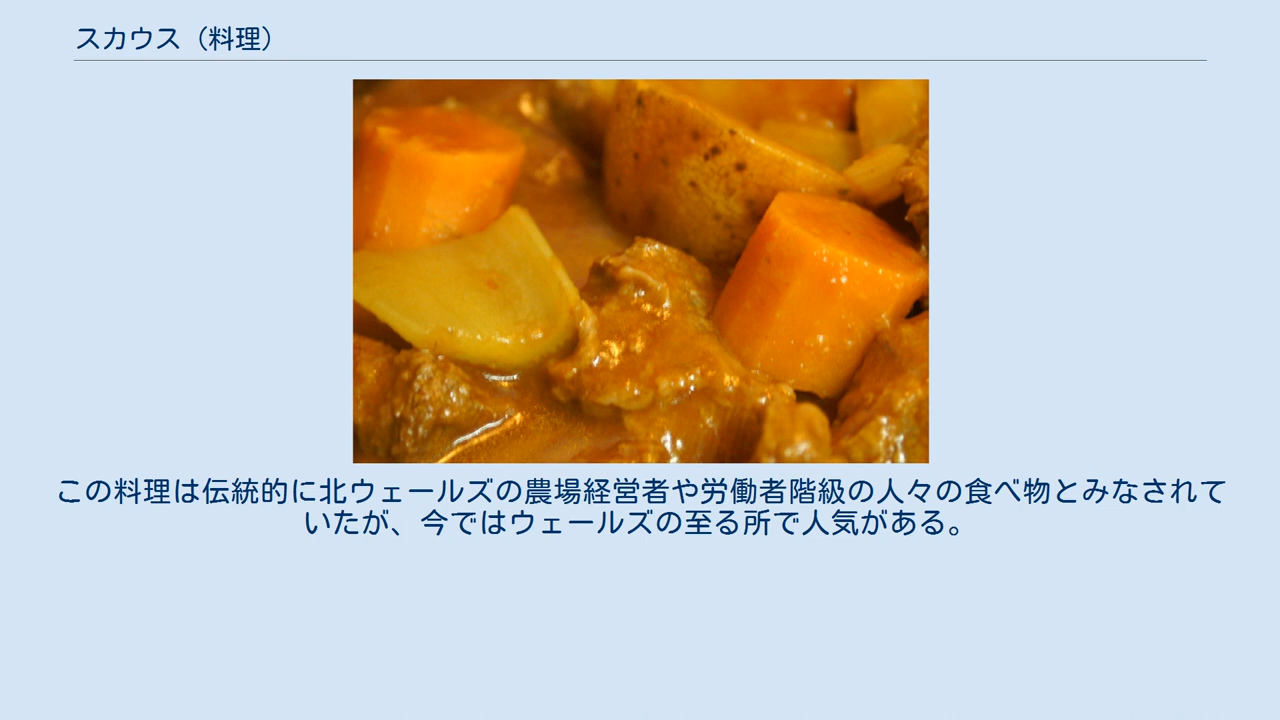 スカウス（料理）
この料理は伝統的に北ウェールズの農場経営者や労働者階級の人々の食べ物とみなされて
いたが、今ではウェールズの至る所で人気がある。